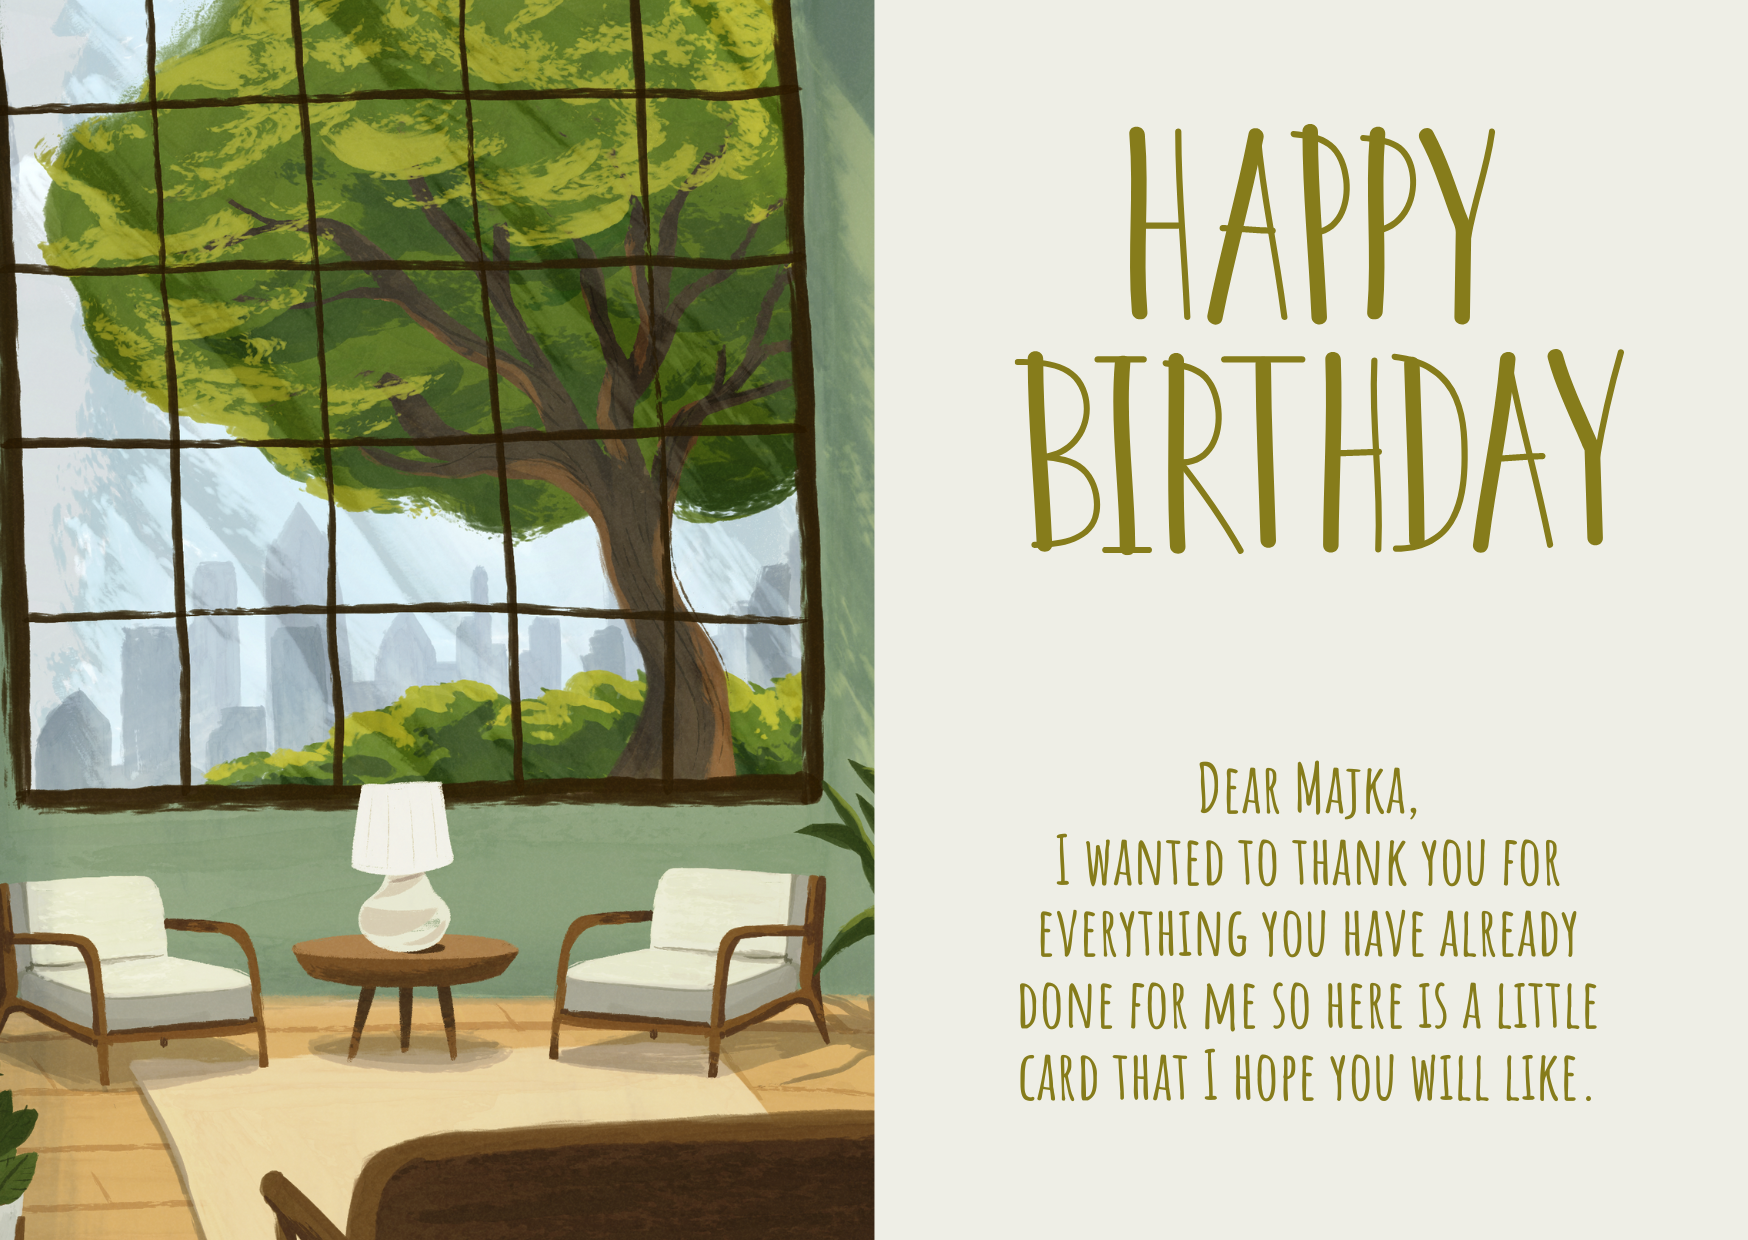 HAPPY
BIRTHDAY
Dear Majka,
I wanted to thank you for
everything you have already
done for me so here is a little
card that I hope you will like.